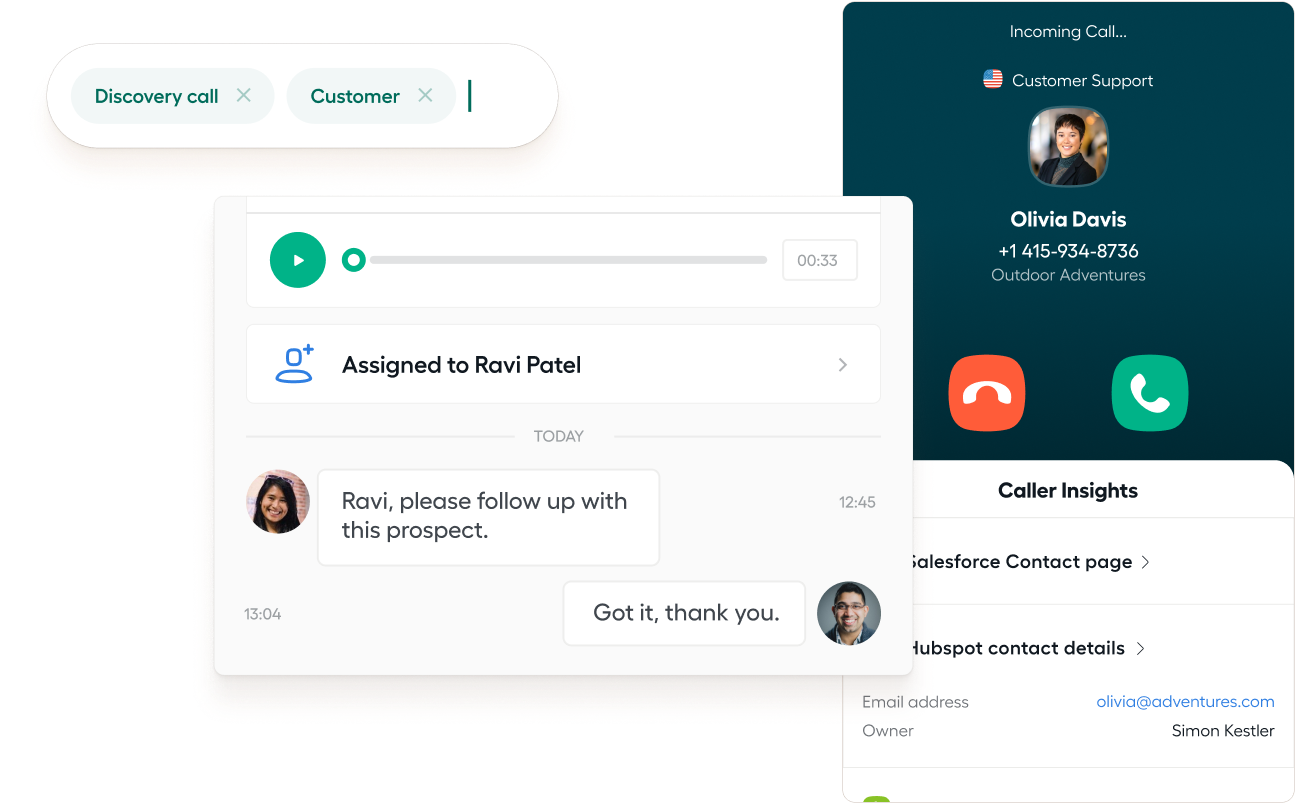 Discovery call
Customer
00:33
Assigned to Ravi Patel
TODAY
Ravi, please follow up with
this prospect.
12:45
13:04
Got it, thank you.
Incoming Call...
Customer Support
Olivia Davis
+1 415-934-8736
Outdoor Adventures
Caller Insights
Salesforce Contact page
Hubspot contact details
Email address
olivia@adventures.com
Owner
Simon Kestler